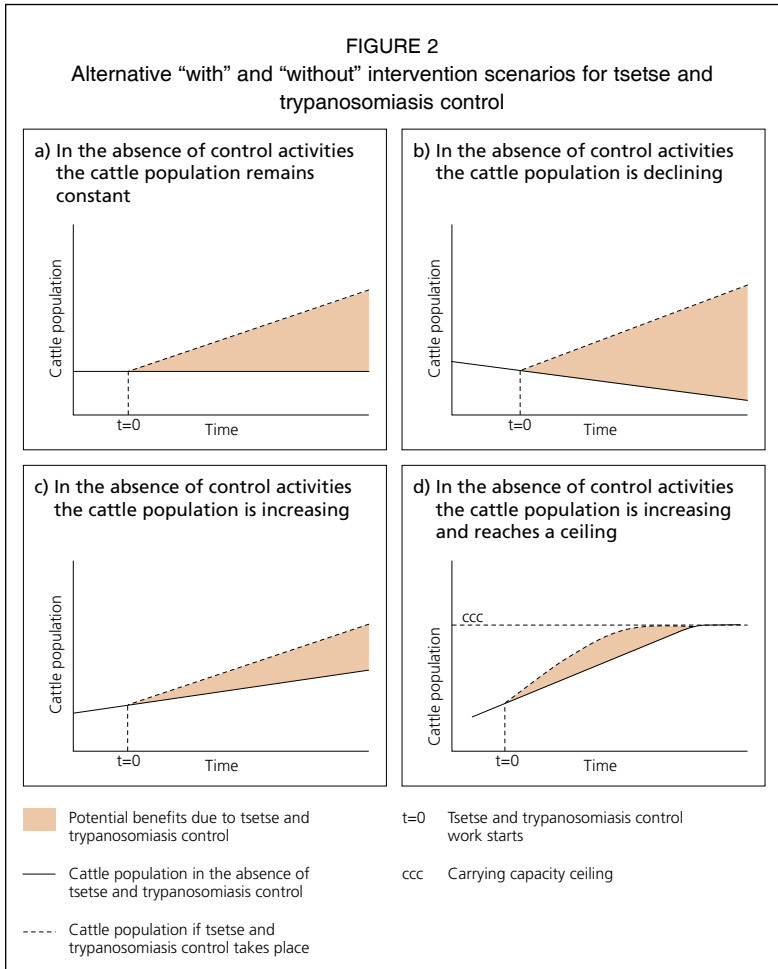 FIGURE 2
Alternative “with” and “without” intervention scenarios for tsetse and
trypanosomiasis control
a) In the absence of control activities
the cattle population remains
constant
Cattle population
t=0
Time
b) In the absence of control activities
the cattle population is declining
Cattle population
t=0
Time
c) In the absence of control activities
the cattle population is increasing
Cattle population
t=0
Time
d) In the absence of control activities
the cattle population is increasing
and reaches a ceiling
ccc
Cattle population
t=0
Time
Potential benefits due to tsetse and
trypanosomiasis control
Cattle population in the absence of
tsetse and trypanosomiasis control
Cattle population if tsetse and
trypanosomiasis control takes place
t=0 Tsetse and trypanosomiasis control
work starts
ccc Carrying capacity ceiling